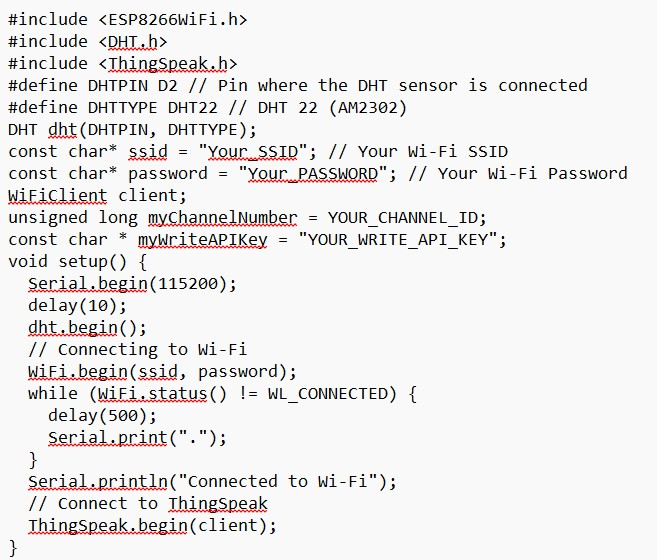 #include <ESP8266WiFi.h>
#include <DHT.h>
#include <ThingSpeak.h>
#define DHTPIN D2 // Pin where the DHT sensor is connected
#define DHTTYPE DHT22 // DHT 22 (AM2302)
DHT dht(DHTPIN, DHTTYPE);
const char* ssid = "Your_SSID"; // Your Wi-Fi SSID
const char* password = "Your_PASSWORD"; // Your Wi-Fi Password
WiFiClient client;
unsigned long myChannelNumber = YOUR_CHANNEL_ID;
const char * myWriteAPIKey = "YOUR_WRITE_API_KEY";
void setup() {
  Serial.begin(115200);
  delay(10);
  dht.begin();
  // Connecting to Wi-Fi
  WiFi.begin(ssid, password);
  while (WiFi.status() != WL_CONNECTED) {
    delay(500);
    Serial.print(".");
  }
  Serial.println("Connected to Wi-Fi");
  // Connect to ThingSpeak
  ThingSpeak.begin(client);
}